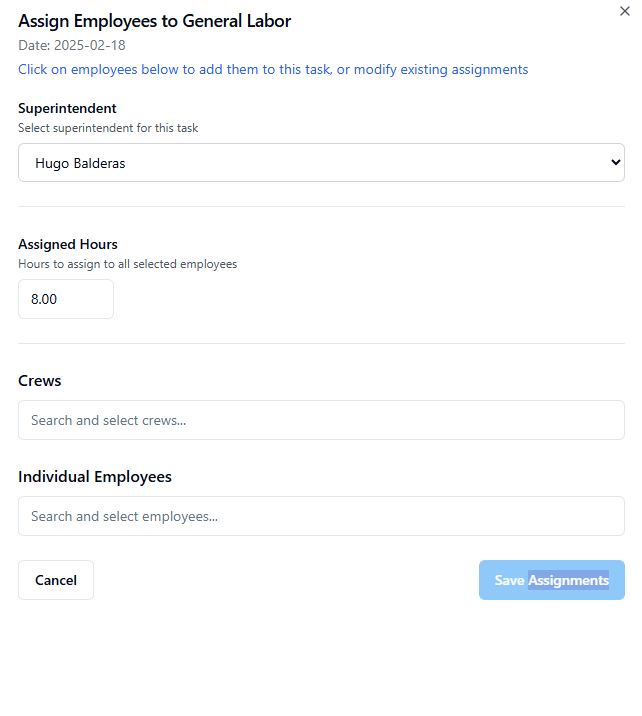 Assign Employees to General Labor
Date: 2025-02-18
Click on employees below to add them to this task, or modify existing assignments
Superintendent
Select superintendent for this task
Hugo Balderas
Assigned Hours
Hours to assign to all selected employees
8.00
Crews
Search and select crews...
Individual Employees
Search and select employees...
Cancel
Save Assignments